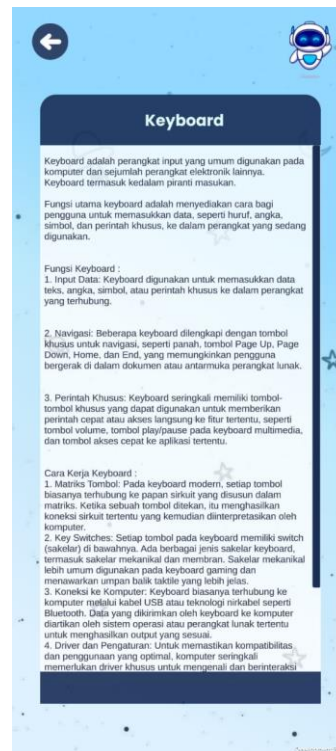 Keyboard
Keyboard adalah perangkat input yang umum digunakan pada
komputer dan sejumlah perangkat elektronik lainnya.
Keyboard termasuk kedalam piranti masukan.
Fungsi utama keyboard adalah menyediakan cara bagi
pengguna untuk memasukkan data, seperti huruf, angka,
simbol, dan perintah khusus, ke dalam perangkat yang sedang
digunakan.
Fungsi Keyboard :
1. Input Data: Keyboard digunakan untuk memasukkan data
teks, angka, simbol, atau perintah khusus ke dalam perangkat
yang terhubung.
2. Navigasi: Beberapa keyboard dilengkapi dengan tombol
khusus untuk navigasi, seperti panah, tombol Page Up, Page
Down, Home, dan End, yang memungkinkan pengguna
bergerak di dalam dokumen atau antarmuka perangkat lunak.
3. Perintah Khusus: Keyboard seringkali memiliki tombol-
tombol khusus yang dapat digunakan untuk memberikan
perintah cepat atau akses langsung ke fitur tertentu, seperti
tombol volume, tombol play/pause pada keyboard multimedia,
dan tombol akses cepat ke aplikasi tertentu.
Cara Kerja Keyboard :
1. Matriks Tombol: Pada keyboard modern, setiap tombol
biasanya terhubung ke papan sirkuit yang disusun dalam
matriks. Ketika sebuah tombol ditekan, itu menghasilkan
koneksi sirkuit tertentu yang kemudian diinterpretasikan oleh
komputer.
2. Key Switches: Setiap tombol pada keyboard memiliki switch
(sakelar) di bawahnya. Ada berbagai jenis sakelar keyboard,
termasuk sakelar mekanikal dan membran. Sakelar mekanikal
lebih umum digunakan pada keyboard gaming dan
menawarkan umpan balik taktile yang lebih jelas.
3. Koneksi ke Komputer: Keyboard biasanya terhubung ke
komputer melalui kabel USB atau teknologi nirkabel seperti
Bluetooth. Data yang dikirimkan oleh keyboard ke komputer
diartikan oleh sistem operasi atau perangkat lunak tertentu
untuk menghasilkan output yang sesuai.
4. Driver dan Pengaturan: Untuk memastikan kompatibilitas
dan penggunaan yang optimal, komputer seringkali
memerlukan driver khusus untuk mengenali dan berinteraksi